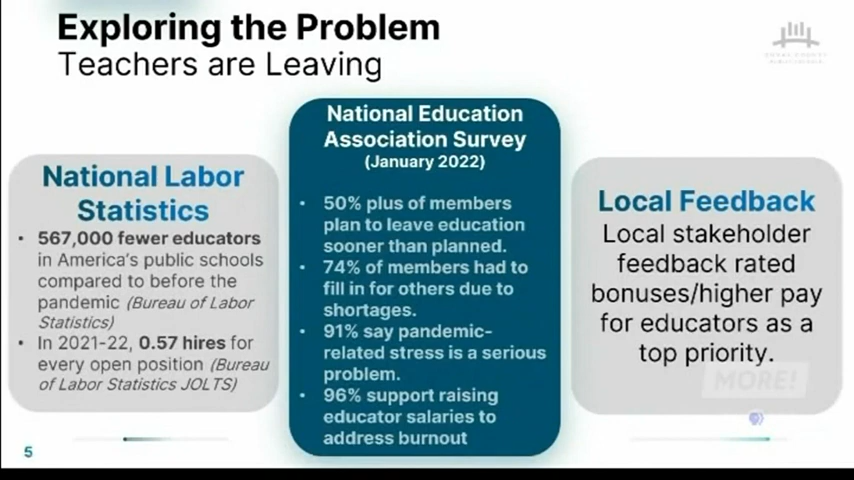 Exploring the Problem
Teachers are Leaving
National Labor
Statistics
• 567,000 fewer educators
in America's public schools
compared to before the
pandemic (Bureau of Labor
Statistics)
• In 2021-22, 0.57 hires for
every open position (Bureau
of Labor Statistics JOLTS)
National Education
Association Survey
(January 2022)
• 50% plus of members
plan to leave education
sooner than planned.
• 74% of members had to
fill in for others due to
shortages.
• 91% say pandemic-
related stress is a serious
problem.
• 96% support raising
educator salaries to
address burnout
Local Feedback
Local stakeholder
feedback rated
bonuses/higher pay
for educators as a
top priority.
MORE!
5